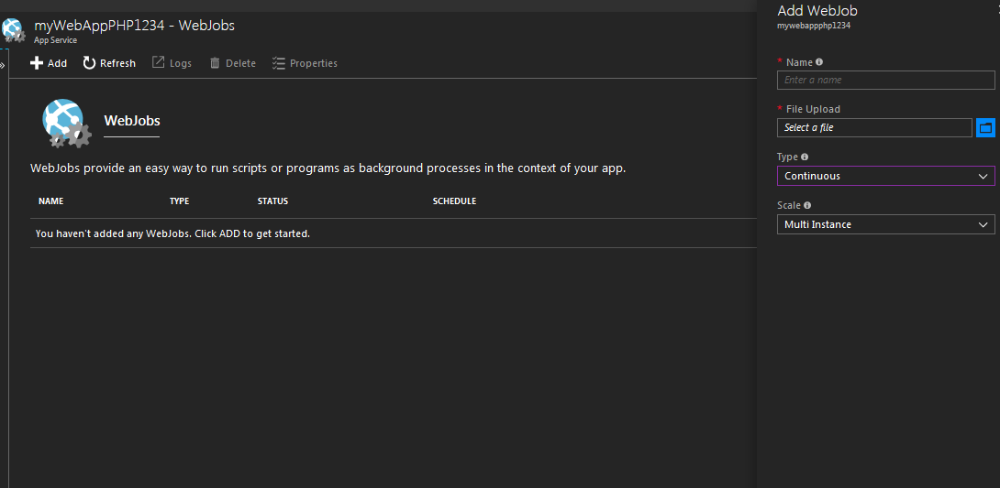 myWebAppPHP1234 - WebJobs
App Service
»
Add Refresh Logs Delete Properties
WebJobs
WebJobs provide an easy way to run scripts or programs as background processes in the context of your app.
NAME TYPE STATUS SCHEDULE
You haven't added any WebJobs. Click ADD to get started.
Add WebJob
mywebappphp1234
* Name
Enter a name
* File Upload
Select a file
Type
Continuous
Scale
Multi Instance